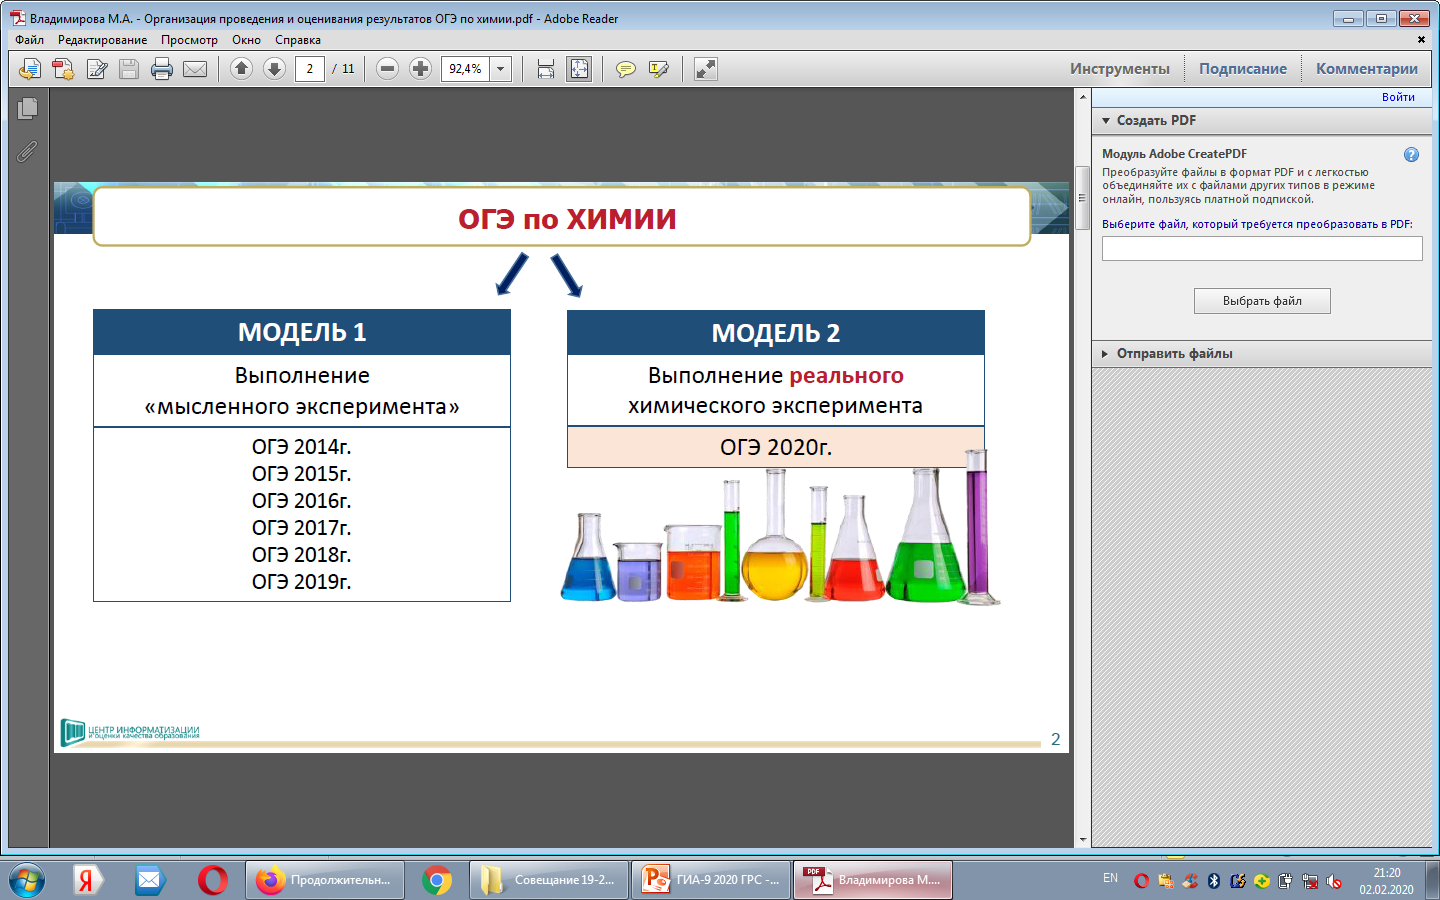 Владимирова М.А. - Организация проведения и оценивания результатов ОГЭ по химии.pdf - Adobe Reader
Файл Редактирование Просмотр Окно Справка
2 / 11 92,4% Инструменты Подписание Комментарии
Войти
Создать PDF
Модуль Adobe CreatePDF
Преобразуйте файлы в формат PDF и с легкостью
объединяйте их с файлами других типов в режиме
онлайн, пользуясь платной подпиской.
Выберите файл, который требуется преобразовать в PDF:
Выбрать файл
Отправить файлы
ОГЭ по ХИМИИ
МОДЕЛЬ 1
Выполнение
«мысленного эксперимента»
ОГЭ 2014г.
ОГЭ 2015г.
ОГЭ 2016г.
ОГЭ 2017г.
ОГЭ 2018г.
ОГЭ 2019г.
МОДЕЛЬ 2
Выполнение реального
химического эксперимента
ОГЭ 2020г.
ЦЕНТР ИНФОРМАТИЗАЦИИ
и оценки качества образования
2
Продолжительн... Совещание 19-2... ГИА-9 2020 ГРС -... Владимирова М....
EN
21:20
02.02.2020